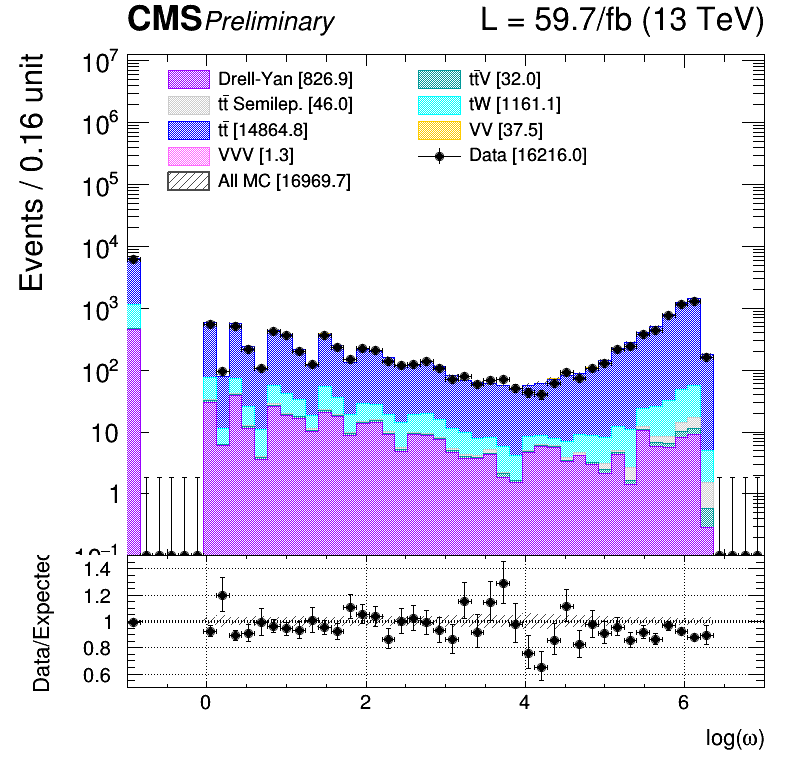 CMS Preliminary L = 59.7/fb (13 TeV)
Events / 0.16 unit
10⁷
10⁶
10⁵
10⁴
10³
10²
10
1
10⁻¹
Drell-Yan [826.9]
tt̄ Semilep. [46.0]
tt̄ [14864.8]
VVV [1.3]
All MC [16969.7]
tt̄V [32.0]
tW [1161.1]
VV [37.5]
Data [16216.0]
Data/Expected
1.4
1.2
1
0.8
0.6
0 2 4 6
log(ω)